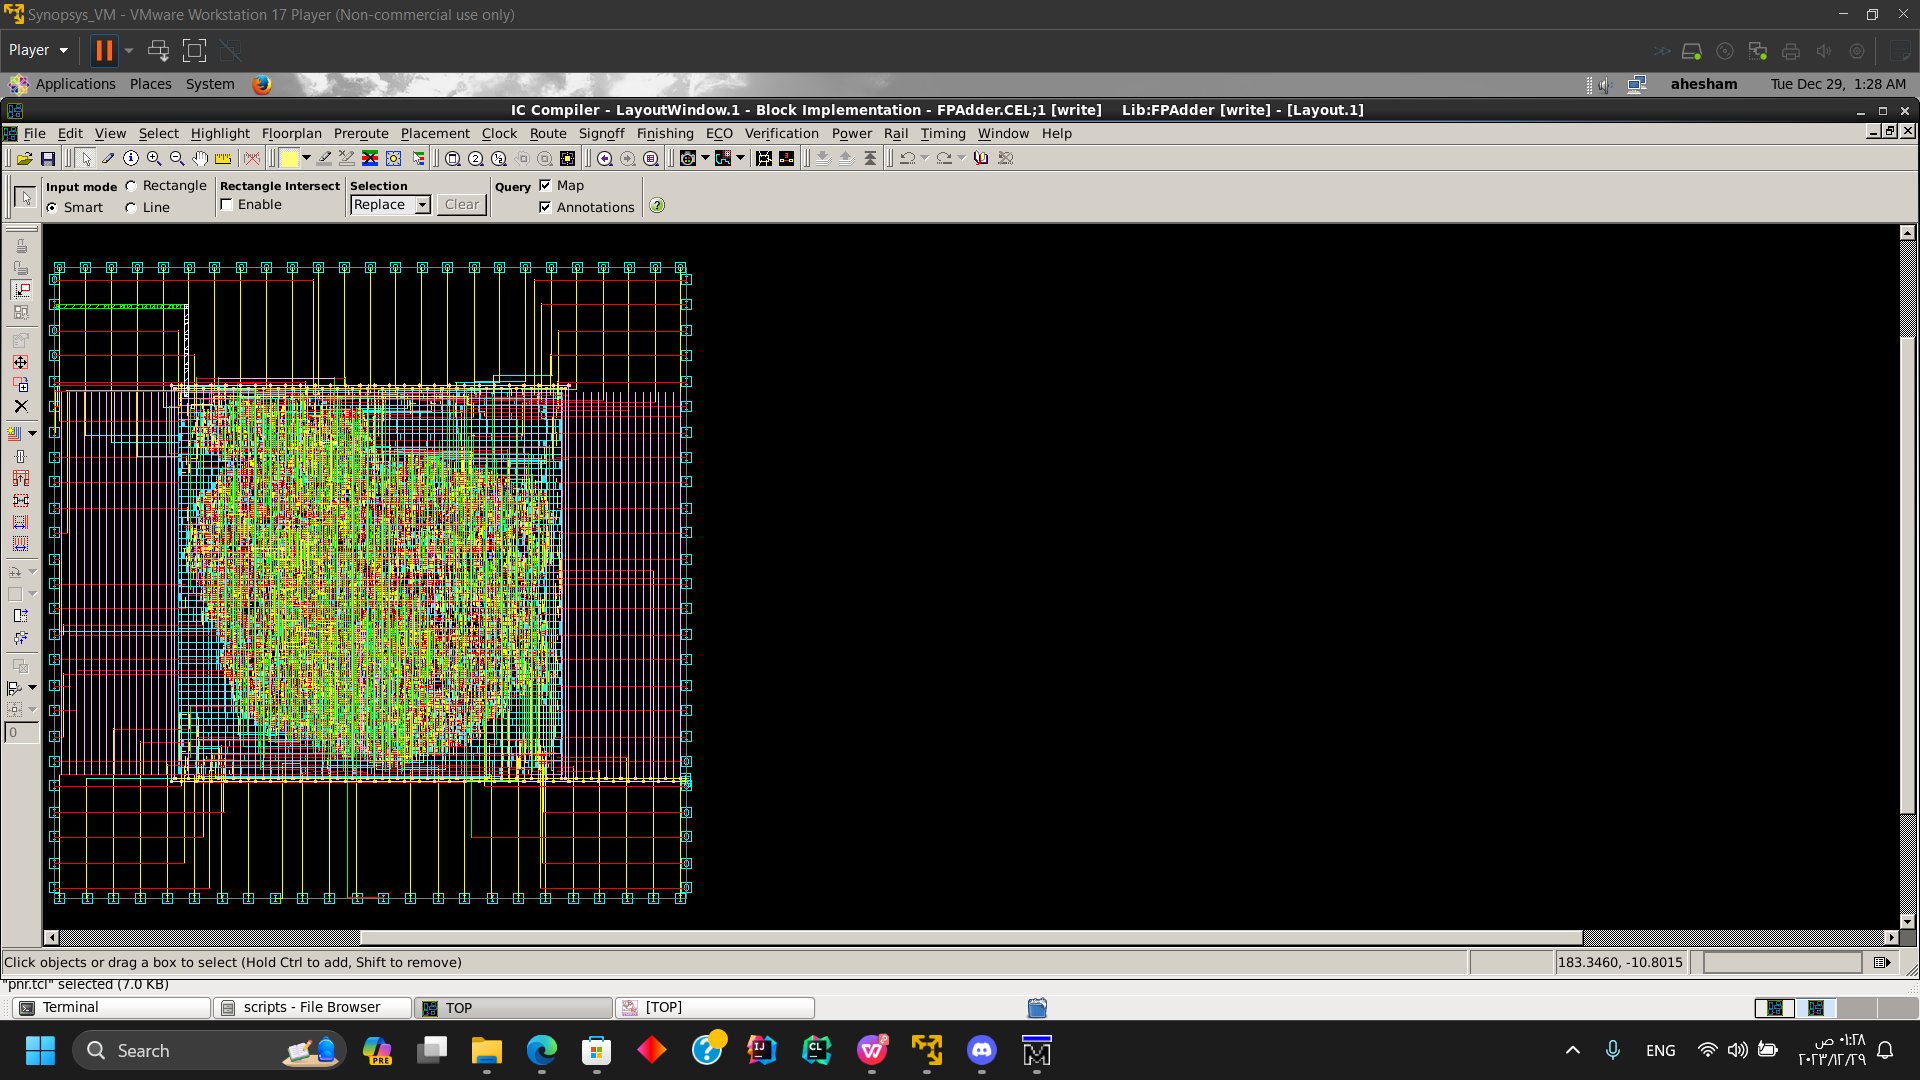 Synopsys_VM - VMware Workstation 17 Player (Non-commercial use only)
Player
Applications Places System ahesham Tue Dec 29, 1:28 AM
IC Compiler - LayoutWindow.1 - Block Implementation - FPAdder.CEL;1 [write] Lib:FPAdder [write] - [Layout.1]
File Edit View Select Highlight Floorplan Preroute Placement Clock Route Signoff Finishing ECO Verification Power Rail Timing Window Help
Input mode Rectangle Rectangle Intersect Selection Query Map
Smart Line Enable Replace Clear Annotations
0
Click objects or drag a box to select (Hold Ctrl to add, Shift to remove) 183.3460, -10.8015
"pnr.tcl" selected (7.0 KB)
Terminal scripts - File Browser TOP [TOP]
Search PRE ENG ٠١:٢٨ ص
٢٠٢٣/١٢/٢٩